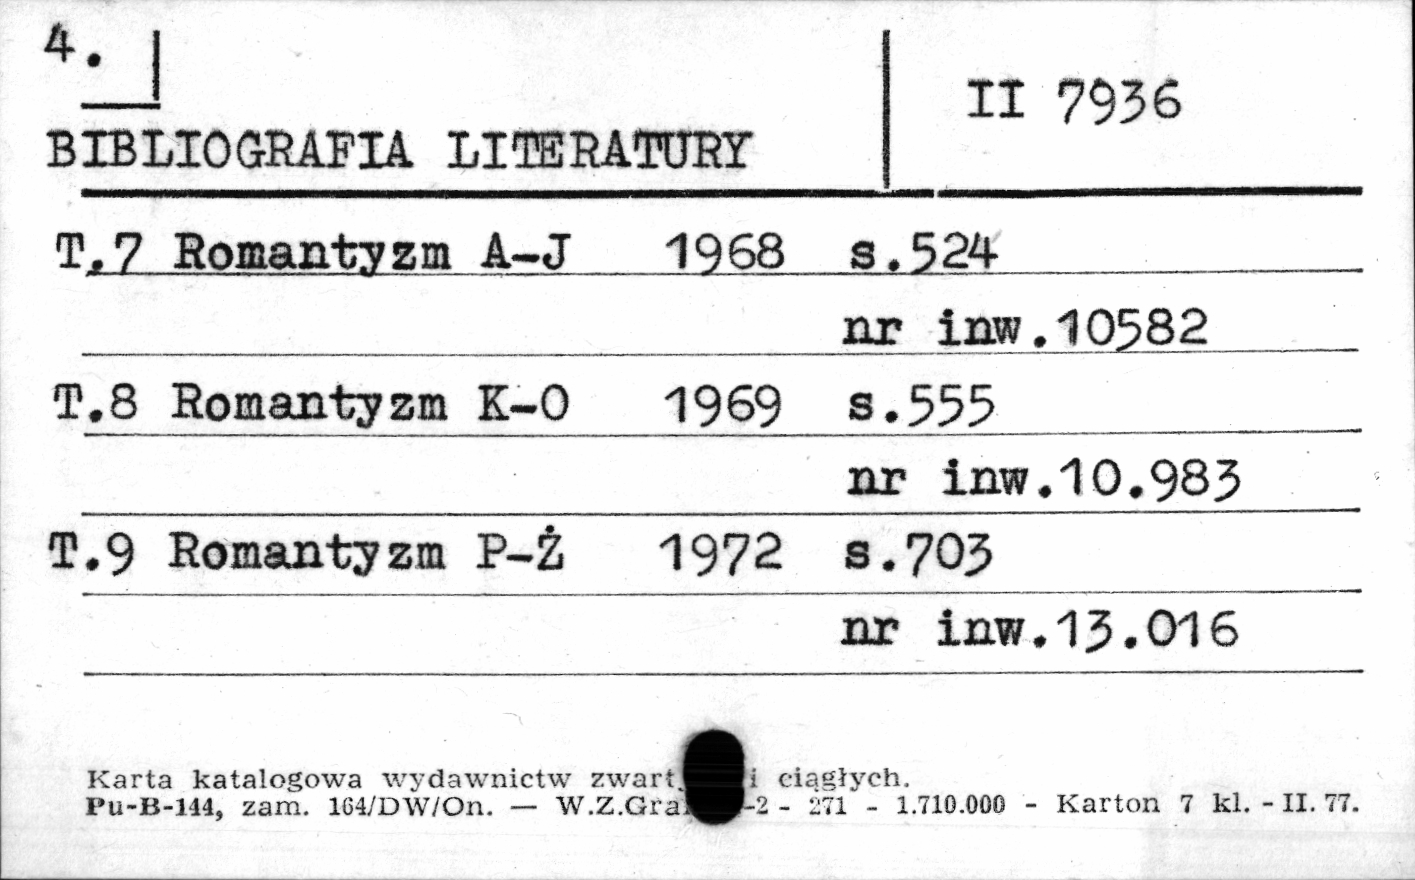 4.
II 7936
BIBLIOGRAFIA LITERATURY
T.7 Romantyzm A-J 1968 s.524
nr inw.10582
T.8 Romantyzm K-O 1969 s.555
nr inw.10.983
T.9 Romantyzm P-Ż 1972 s.703
nr inw.13.016
Karta katalogowa wydawnictw i ciągłych.
Pu-B-144, zam. 164/DW/On. — -2 - 271 - 1.710.000 - Karton 7 kl. - II. 77.